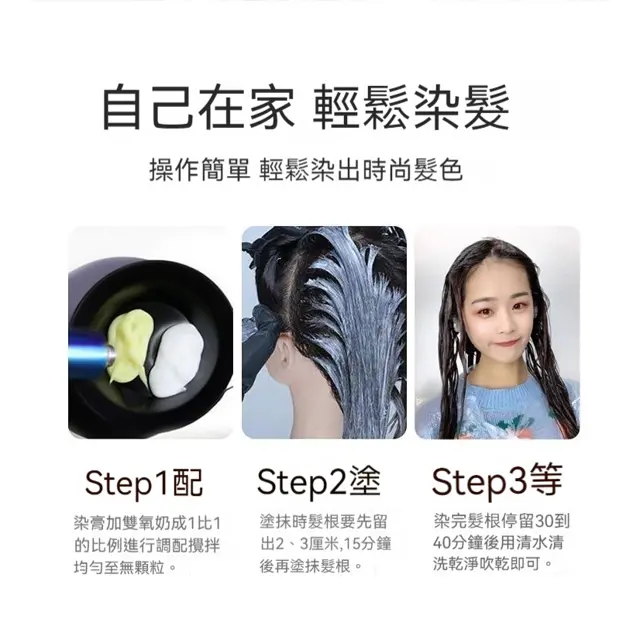 自己在家 輕鬆染髮
操作簡單 輕鬆染出時尚髮色
Step1配
染膏加雙氧奶成1比1
的比例進行調配攪拌
均勻至無顆粒。
Step2塗
塗抹時髮根要先留
出2、3厘米,15分鐘
後再塗抹髮根。
Step3等
染完髮根停留30到
40分鐘後用清水清
洗乾淨吹乾即可。